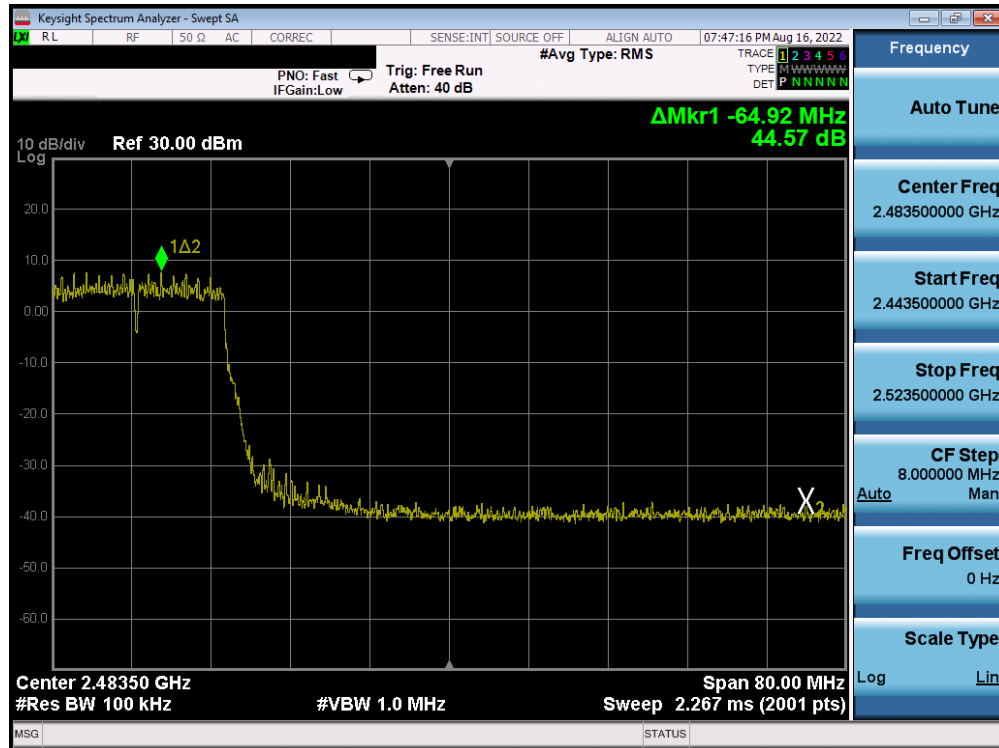 Keysight Spectrum Analyzer - Swept SA
LXI RL RF 50 Ω AC CORREC SENSE:INT SOURCE OFF ALIGN AUTO 07:47:16 PM Aug 16, 2022
PNO: Fast
IFGain:Low
Trig: Free Run
Atten: 40 dB
#Avg Type: RMS
TRACE 1 2 3 4 5 6
TYPE M W W W W W
DET P N N N N N
ΔMkr1 -64.92 MHz
44.57 dB
10 dB/div Ref 30.00 dBm
Log
20.0
10.0
0.00
-10.0
-20.0
-30.0
-40.0
-50.0
-60.0
1Δ2
X2
Center 2.48350 GHz Span 80.00 MHz
#Res BW 100 kHz #VBW 1.0 MHz Sweep 2.267 ms (2001 pts)
MSG STATUS
Frequency
Auto Tune
Center Freq
2.483500000 GHz
Start Freq
2.443500000 GHz
Stop Freq
2.523500000 GHz
CF Step
8.000000 MHz
Auto Man
Freq Offset
0 Hz
Scale Type
Log Lin